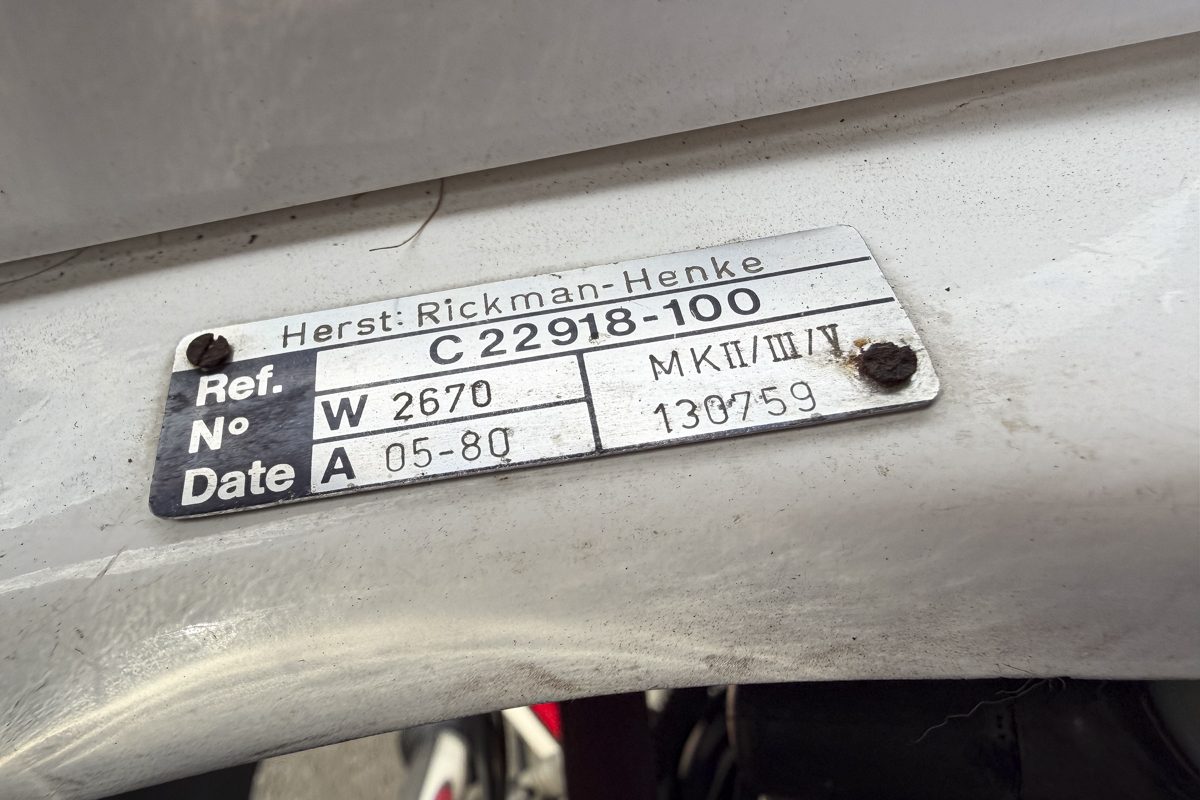 Herst: Rickman-Henke
Ref. C 22918-100
Nº W 2670 MKII/III/V
Date A 05-80 130759